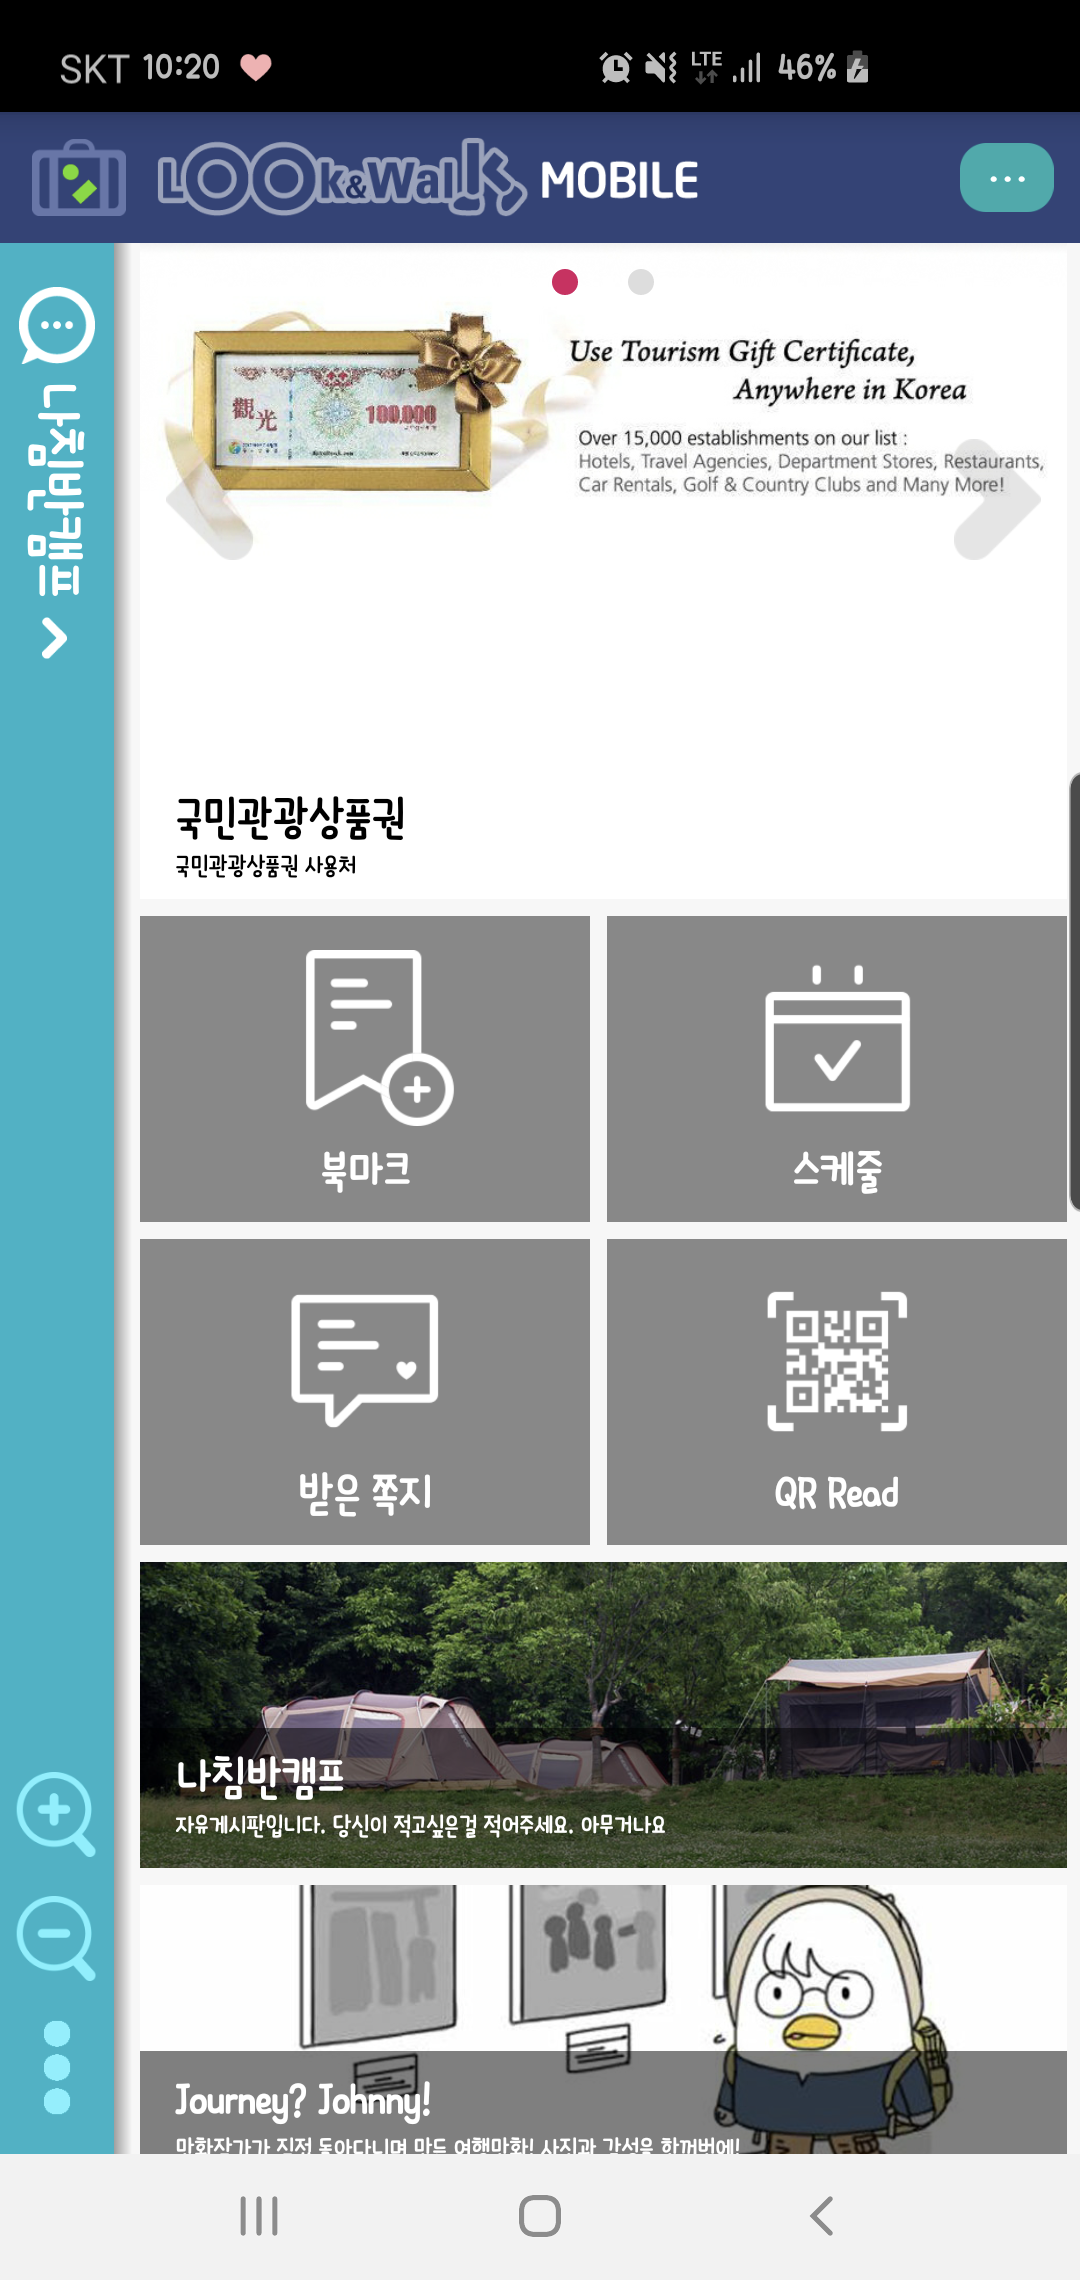 SKT 10:20
LTE
46%
LOOk&Walk MOBILE
나침반캠프
觀光
100,000
Use Tourism Gift Certificate,
Anywhere in Korea
Over 15,000 establishments on our list :
Hotels, Travel Agencies, Department Stores, Restaurants,
Car Rentals, Golf & Country Clubs and Many More!
국민관광상품권
국민관광상품권 사용처
북마크
스케줄
받은 쪽지
QR Read
나침반캠프
자유게시판입니다. 당신이 적고싶은걸 적어주세요. 아무거나요
Journey? Johnny!
만화작가가 직접 돌아다니며 만든 여행만화! 사진과 감성을 한꺼번에!